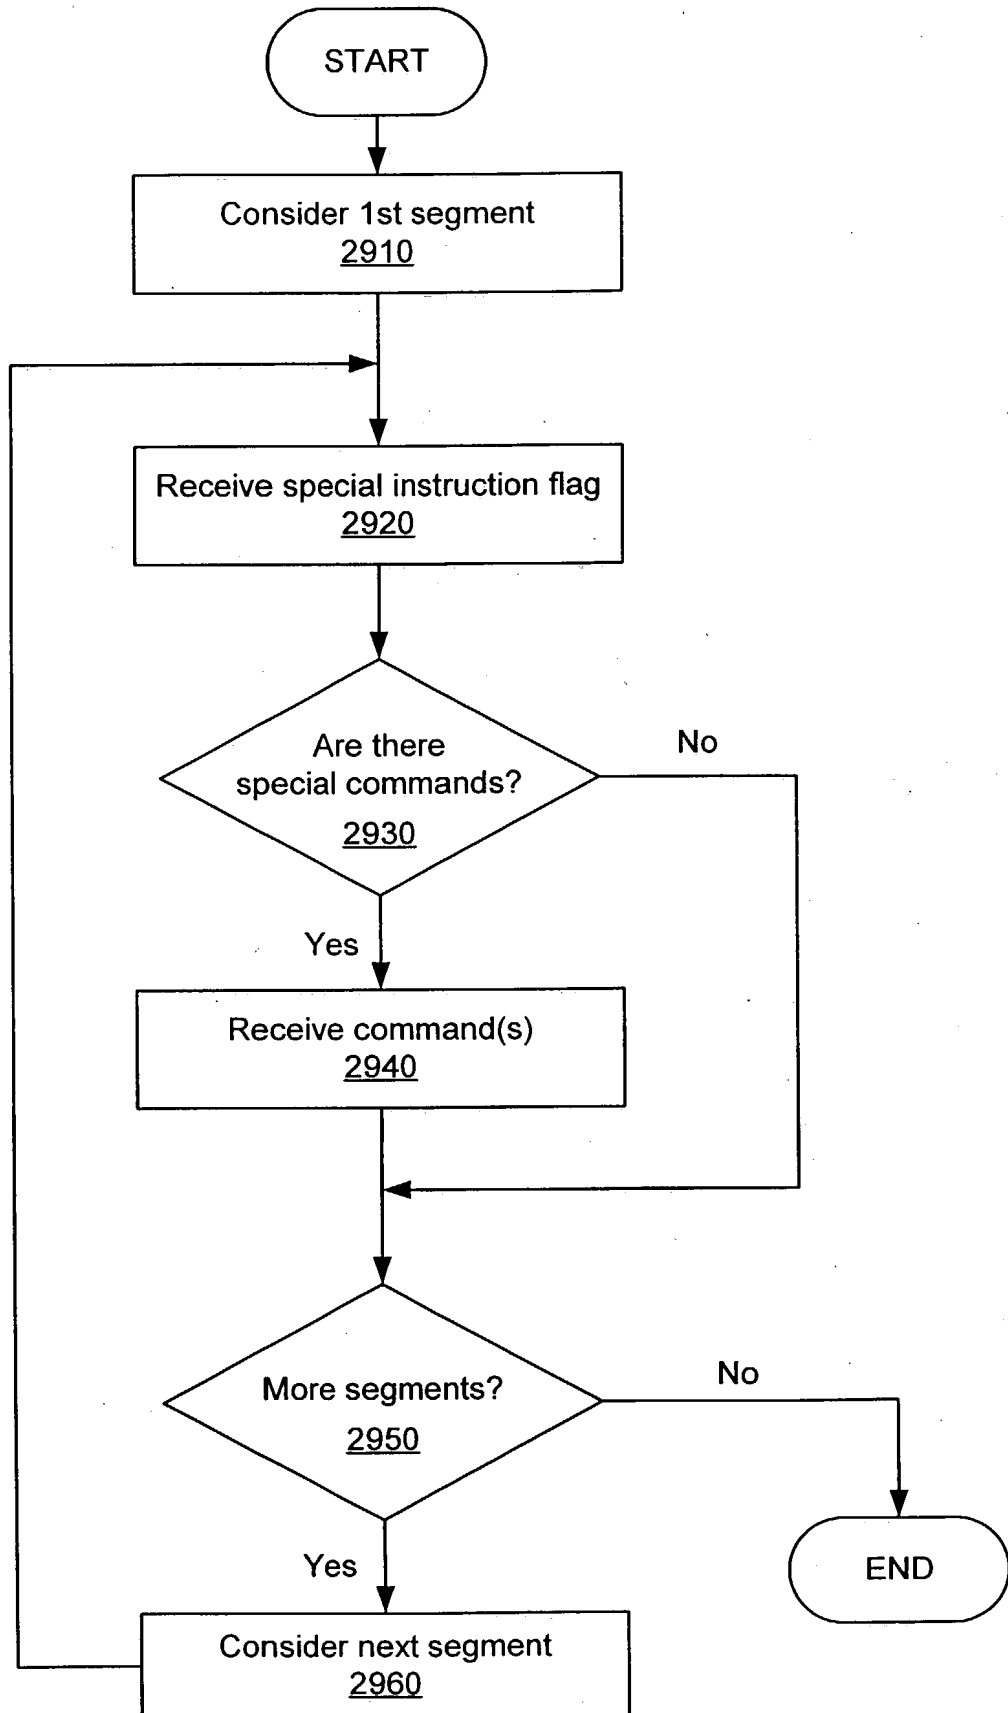 START
Consider 1st segment
2910
Receive special instruction flag
2920
Are there
special commands?
2930
No
Yes
Receive command(s)
2940
More segments?
2950
No
Yes
END
Consider next segment
2960